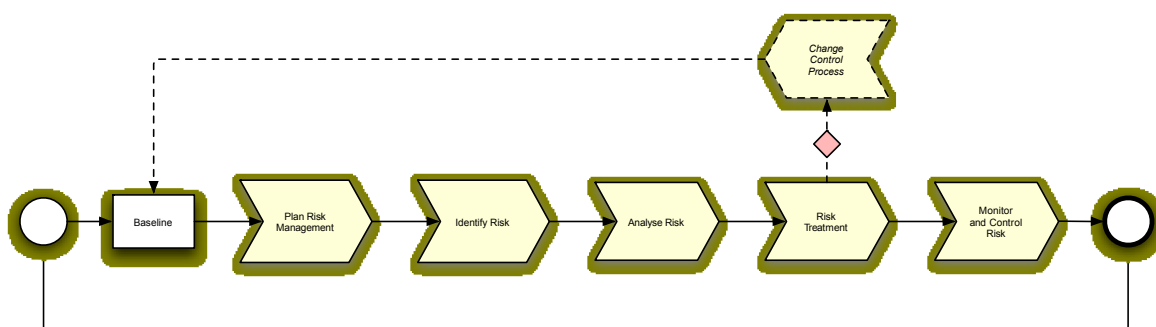 Change
Control
Process
Baseline
Plan Risk
Management
Identify Risk
Analyse Risk
Risk
Treatment
Monitor
and Control
Risk